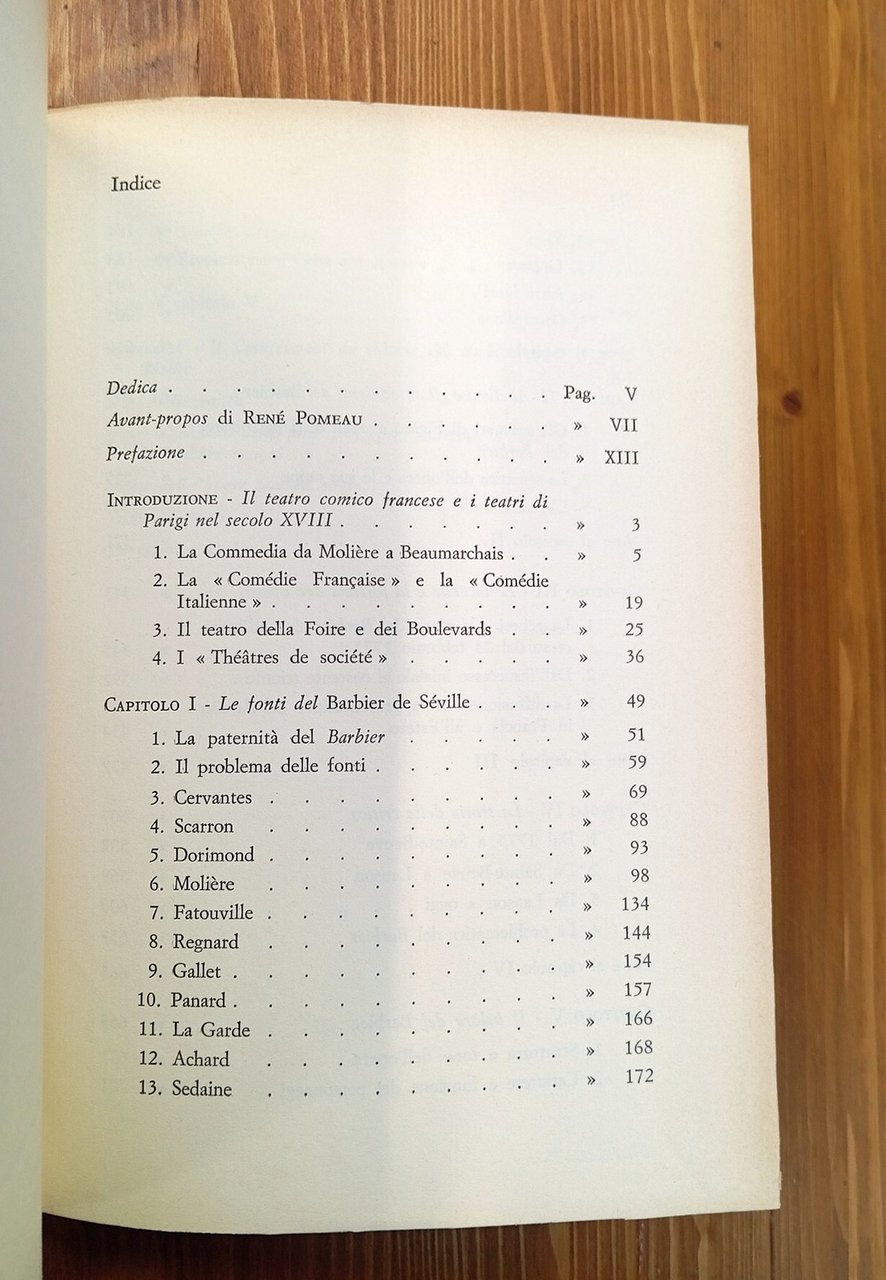 Indice
Dedica . . . . . . . . . . . . Pag. V
Avant-propos di RENÉ POMEAU . . . . . . » VII
Prefazione . . . . . . . . . . . » XIII
INTRODUZIONE - Il teatro comico francese e i teatri di
Parigi nel secolo XVIII . . . . . . . » 3
1. La Commedia da Molière a Beaumarchais . . » 5
2. La « Comédie Française » e la « Comédie
Italienne » . . . . . . . . . » 19
3. Il teatro della Foire e dei Boulevards . . » 25
4. I « Théâtres de société » . . . . . » 36
CAPITOLO I - Le fonti del Barbier de Séville . . . » 49
1. La paternità del Barbier . . . . . » 51
2. Il problema delle fonti . . . . . . » 59
3. Cervantes . . . . . . . . . » 69
4. Scarron . . . . . . . . . » 88
5. Dorimond . . . . . . . . . » 93
6. Molière . . . . . . . . . » 98
7. Fatouville . . . . . . . . . » 134
8. Regnard . . . . . . . . . » 144
9. Gallet . . . . . . . . . . » 154
10. Panard . . . . . . . . . . » 157
11. La Garde . . . . . . . . . » 166
12. Achard . . . . . . . . . » 168
13. Sedaine . . . . . . . . . » 172